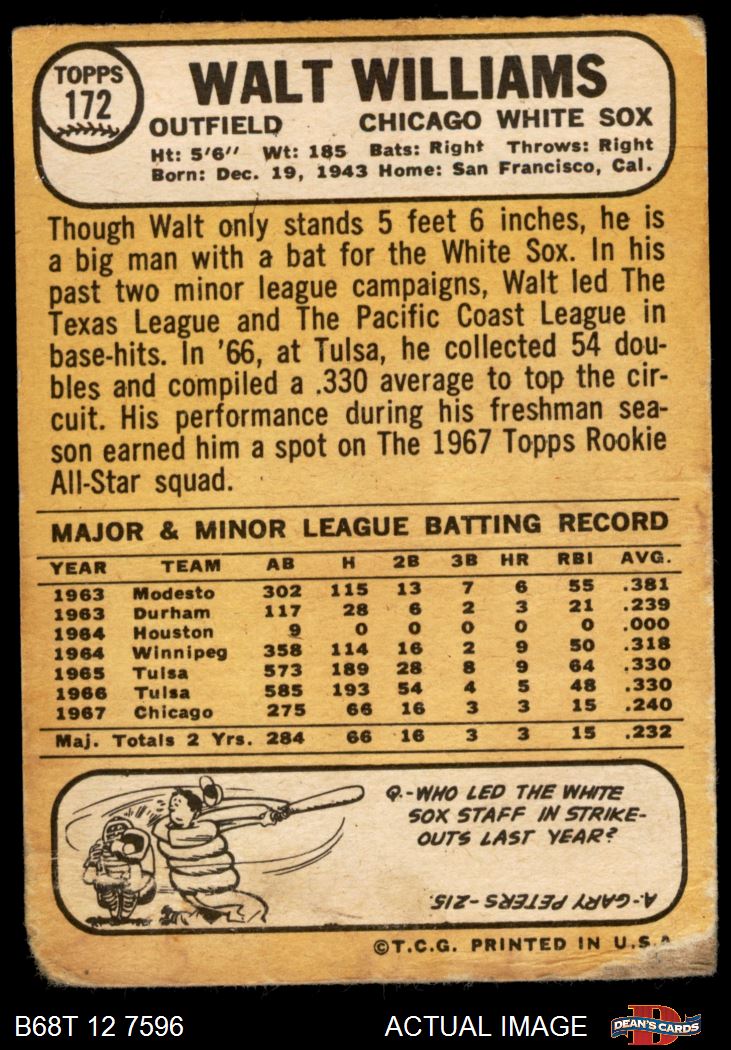 TOPPS
172
WALT WILLIAMS
OUTFIELD CHICAGO WHITE SOX
Ht: 5'6" Wt: 185 Bats: Right Throws: Right
Born: Dec. 19, 1943 Home: San Francisco, Cal.
Though Walt only stands 5 feet 6 inches, he is
a big man with a bat for the White Sox. In his
past two minor league campaigns, Walt led The
Texas League and The Pacific Coast League in
base-hits. In '66, at Tulsa, he collected 54 dou-
bles and compiled a .330 average to top the cir-
cuit. His performance during his freshman sea-
son earned him a spot on The 1967 Topps Rookie
All-Star squad.
MAJOR & MINOR LEAGUE BATTING RECORD
YEAR TEAM AB H 2B 3B HR RBI AVG.
1963 Modesto 302 115 13 7 6 55 .381
1963 Durham 117 28 6 2 3 21 .239
1964 Houston 9 0 0 0 0 0 .000
1964 Winnipeg 358 114 16 2 9 50 .318
1965 Tulsa 573 189 28 8 9 64 .330
1966 Tulsa 585 193 54 4 5 48 .330
1967 Chicago 275 66 16 3 3 15 .240
Maj. Totals 2 Yrs. 284 66 16 3 3 15 .232
Q.-WHO LED THE WHITE
SOX STAFF IN STRIKE-
OUTS LAST YEAR?
A-GARY PETERS-215.
©T.C.G. PRINTED IN U.S.A
B68T 12 7596 ACTUAL IMAGE
D
DEAN'S CARDS